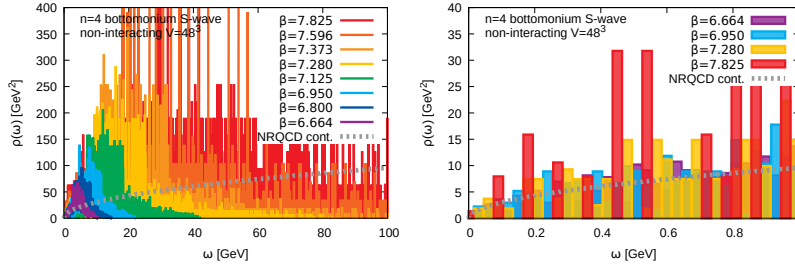 n=4 bottomonium S-wave
non-interacting V=48³
β=7.825
β=7.596
β=7.373
β=7.280
β=7.125
β=6.950
β=6.800
β=6.664
NRQCD cont.
ρ(ω) [GeV²]
400
350
300
250
200
150
100
50
0
0 20 40 60 80 100
ω [GeV]
n=4 bottomonium S-wave
non-interacting V=48³
β=6.664
β=6.950
β=7.280
β=7.825
NRQCD cont.
ρ(ω) [GeV²]
40
35
30
25
20
15
10
5
0
0 0.2 0.4 0.6 0.8
ω [GeV]